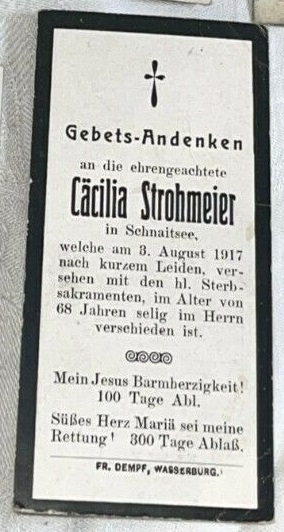 Gebets-Andenken
an die ehrengeachtete
Cäcilia Strohmeier
in Schnaitsee,
welche am 3. August 1917
nach kurzem Leiden, ver-
sehen mit den hl. Sterb-
sakramenten, im Alter von
68 Jahren selig im Herrn
verschieden ist.
Mein Jesus Barmherzigkeit!
100 Tage Abl.
Süßes Herz Mariä sei meine
Rettung! 300 Tage Ablaß.
FR. DEMPF, WASSERBURG.